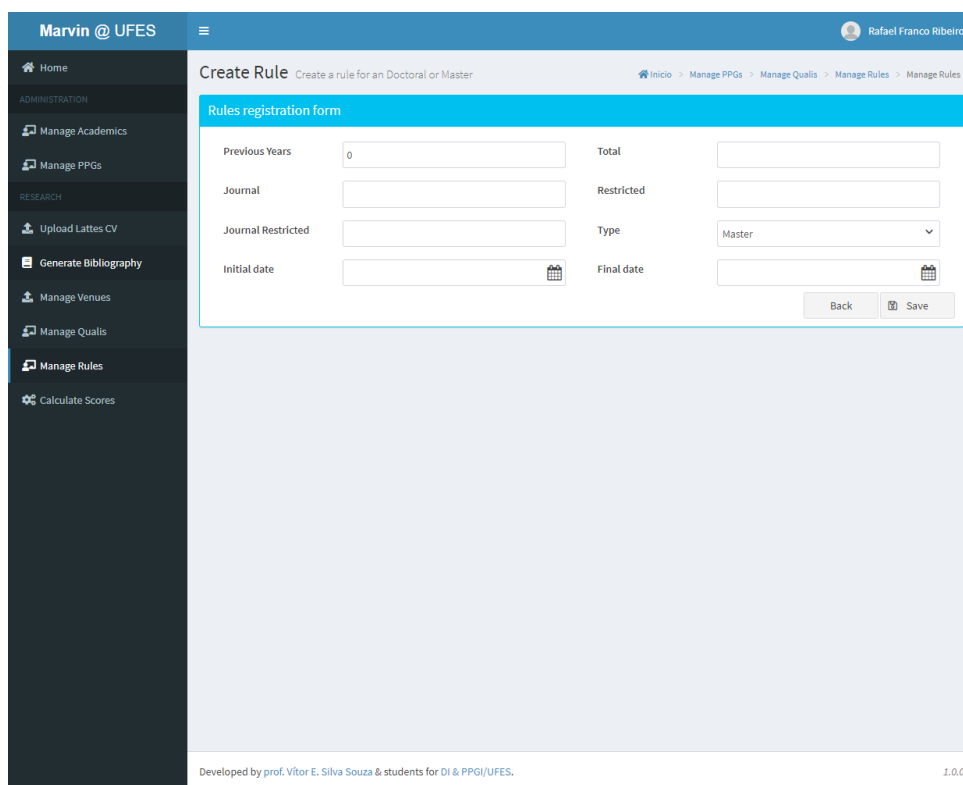 Marvin @ UFES
Rafael Franco Ribeiro
Home
ADMINISTRATION
Manage Academics
Manage PPGs
RESEARCH
Upload Lattes CV
Generate Bibliography
Manage Venues
Manage Qualis
Manage Rules
Calculate Scores
Create Rule Create a rule for an Doctoral or Master
Inicio > Manage PPGs > Manage Qualis > Manage Rules > Manage Rules
Rules registration form
Previous Years 0 Total
Journal Restricted
Journal Restricted Type Master
Initial date Final date
Back Save
Developed by prof. Vítor E. Silva Souza & students for DI & PPGI/UFES. 1.0.0